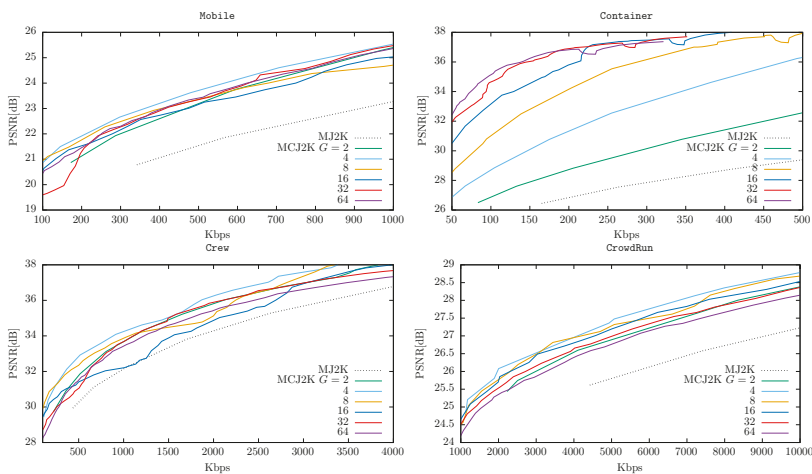 Mobile
PSNR[dB]
26
25
24
23
22
21
20
19
100 200 300 400 500 600 700 800 900 1000
Kbps
MJ2K
MCJ2K G = 2
4
8
16
32
64
Container
PSNR[dB]
38
36
34
32
30
28
26
50 100 150 200 250 300 350 400 450 500
Kbps
MJ2K
MCJ2K G = 2
4
8
16
32
64
Crew
PSNR[dB]
38
36
34
32
30
28
500 1000 1500 2000 2500 3000 3500 4000
Kbps
MJ2K
MCJ2K G = 2
4
8
16
32
64
CrowdRun
PSNR[dB]
28.5
29
28
27.5
27
26.5
26
25.5
25
24.5
24
1000 2000 3000 4000 5000 6000 7000 8000 9000 10000
Kbps
MJ2K
MCJ2K G = 2
4
8
16
32
64